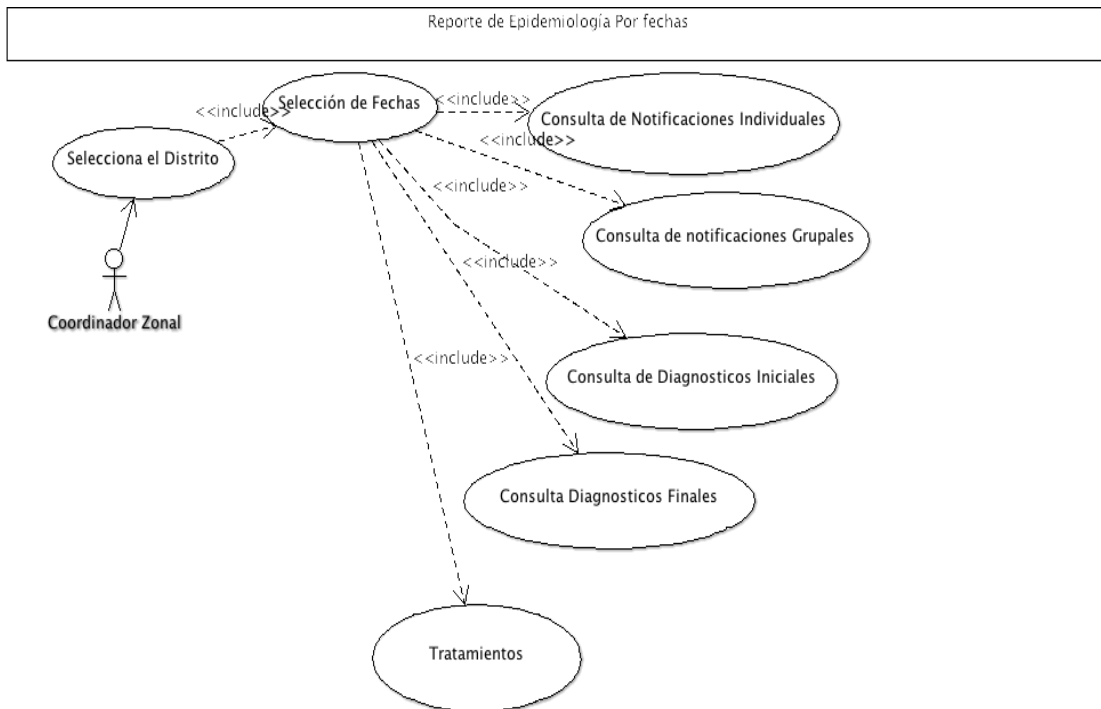 Reporte de Epidemiología Por fechas
Selección de Fechas
<<include>>
<<include>>
Consulta de Notificaciones Individuales
<<include>>
Selecciona el Distrito
<<include>>
Consulta de notificaciones Grupales
<<include>>
Coordinador Zonal
<<include>>
Consulta de Diagnosticos Iniciales
Consulta Diagnosticos Finales
Tratamientos